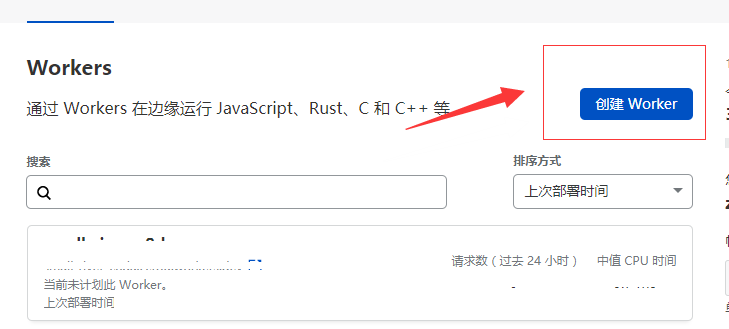 Workers
通过 Workers 在边缘运行 JavaScript、Rust、C 和 C++ 等
创建 Worker
搜索
排序方式
上次部署时间
请求数（过去 24 小时） 中值 CPU 时间
当前未计划此 Worker。
上次部署时间